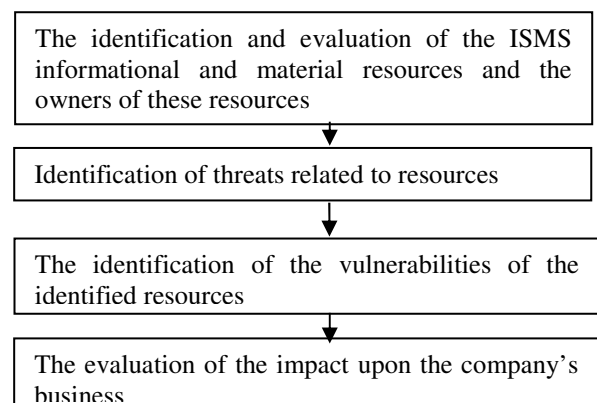 The identification and evaluation of the ISMS
informational and material resources and the
owners of these resources
Identification of threats related to resources
The identification of the vulnerabilities of the
identified resources
The evaluation of the impact upon the company's
business